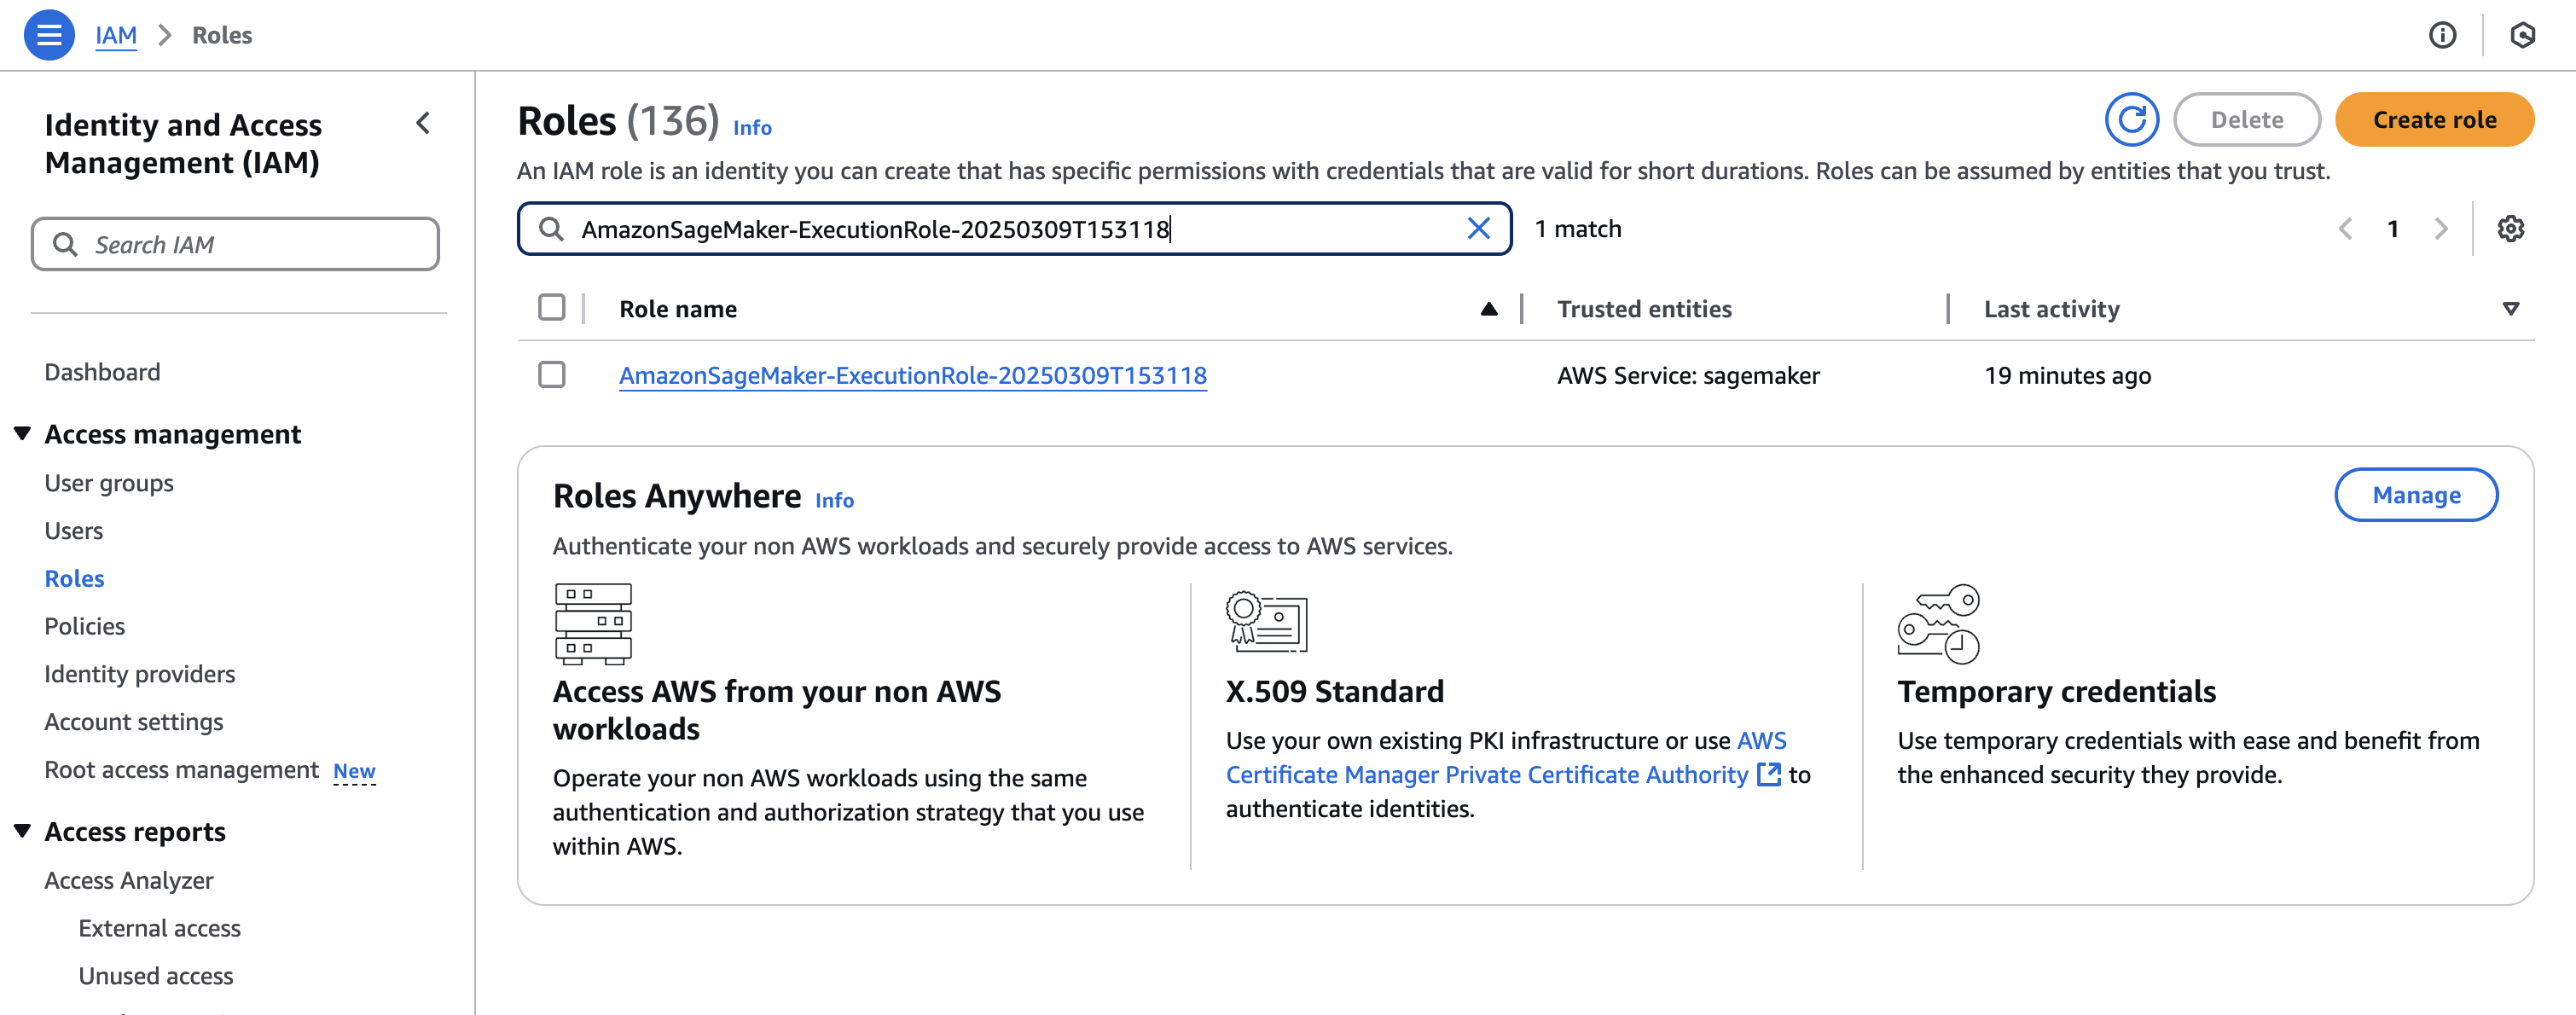 IAM > Roles
Identity and Access
Management (IAM)
Search IAM
Dashboard
Access management
User groups
Users
Roles
Policies
Identity providers
Account settings
Root access management New
Access reports
Access Analyzer
External access
Unused access
Roles (136) Info
Delete
Create role
An IAM role is an identity you can create that has specific permissions with credentials that are valid for short durations. Roles can be assumed by entities that you trust.
AmazonSageMaker-ExecutionRole-20250309T153118
1 match
1
Role name
Trusted entities
Last activity
AmazonSageMaker-ExecutionRole-20250309T153118
AWS Service: sagemaker
19 minutes ago
Roles Anywhere Info
Manage
Authenticate your non AWS workloads and securely provide access to AWS services.
Access AWS from your non AWS
workloads
Operate your non AWS workloads using the same
authentication and authorization strategy that you use
within AWS.
X.509 Standard
Use your own existing PKI infrastructure or use AWS
Certificate Manager Private Certificate Authority to
authenticate identities.
Temporary credentials
Use temporary credentials with ease and benefit from
the enhanced security they provide.